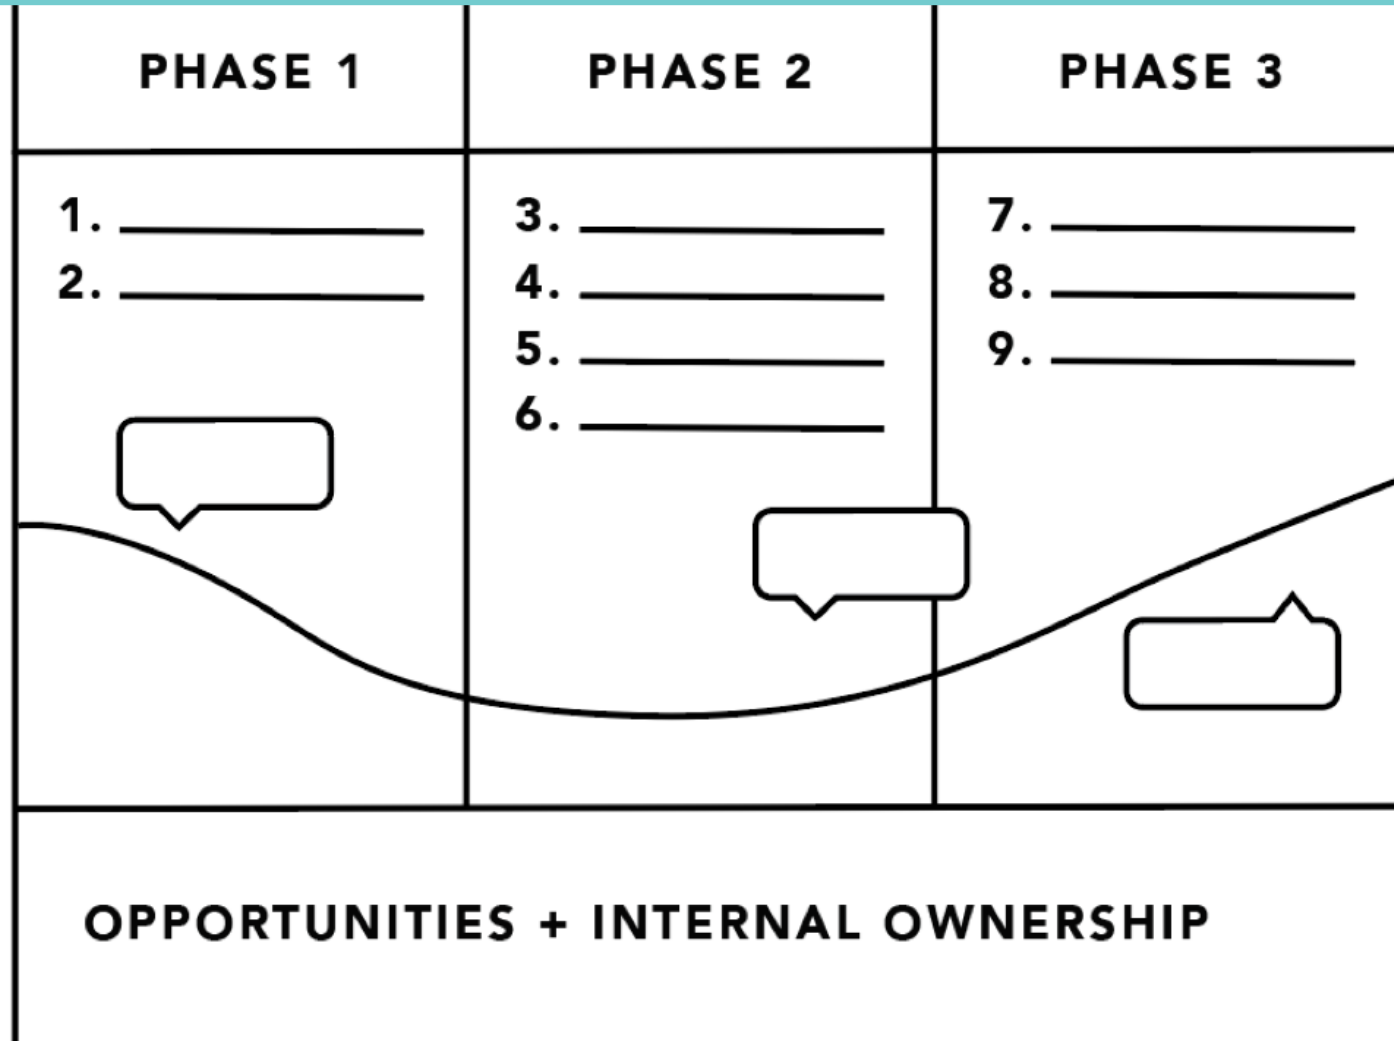 PHASE 1
PHASE 2
PHASE 3
1.
2.
3.
4.
5.
6.
7.
8.
9.
OPPORTUNITIES + INTERNAL OWNERSHIP